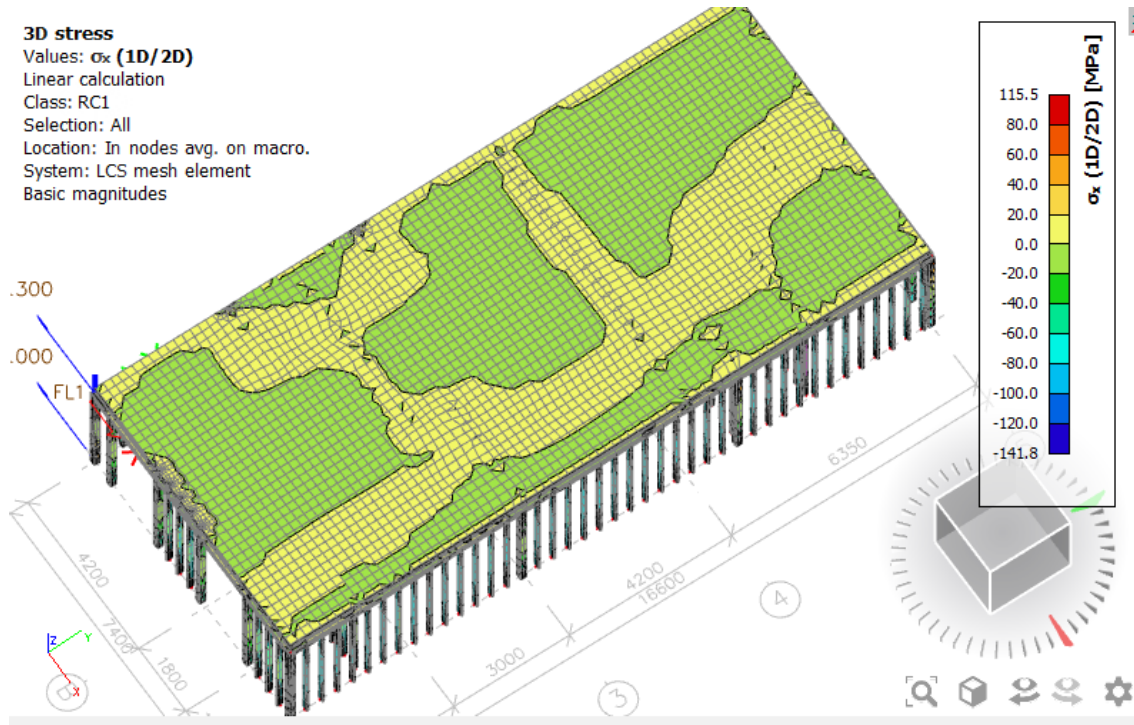 3D stress
Values: σx (1D/2D)
Linear calculation
Class: RC1
Selection: All
Location: In nodes avg. on macro.
System: LCS mesh element
Basic magnitudes
σx (1D/2D) [MPa]
115.5
80.0
60.0
40.0
20.0
0.0
-20.0
-40.0
-60.0
-80.0
-100.0
-120.0
-141.8
.300
.000
FL1
6350
4200
16600
4
3000
3
4200
7400
1800
B
Z
Y
X